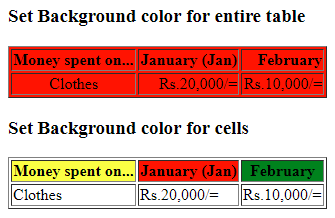 Set Background color for entire table
Money spent on... January (Jan) February
Clothes Rs.20,000/= Rs.10,000/=
Set Background color for cells
Money spent on... January (Jan) February
Clothes Rs.20,000/= Rs.10,000/=